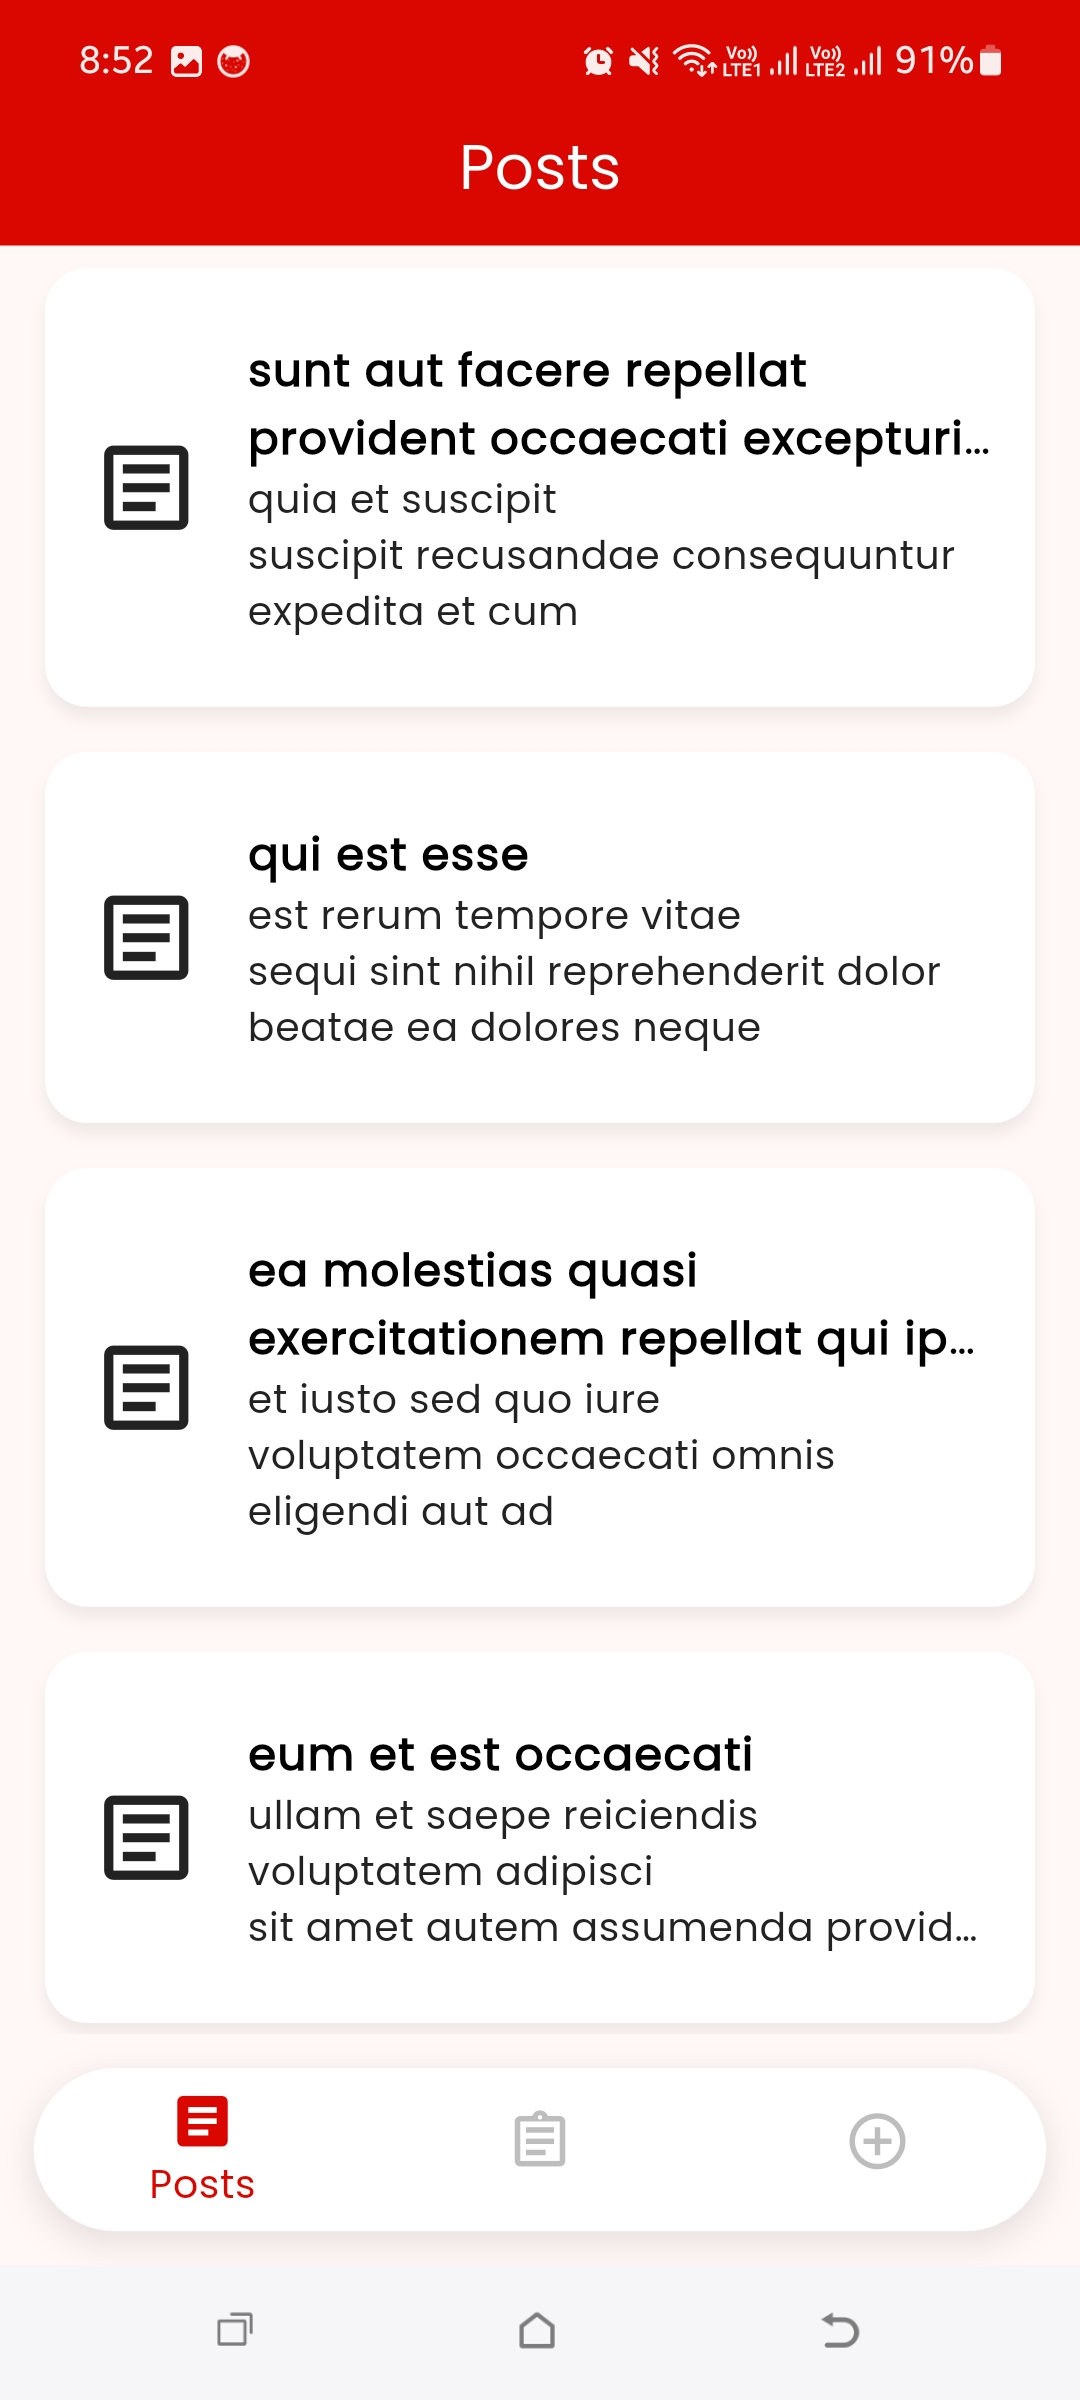 8:52 Vo)) LTE1 Vo)) LTE2 91%
Posts
sunt aut facere repellat
provident occaecati excepturi...
quia et suscipit
suscipit recusandae consequuntur
expedita et cum
qui est esse
est rerum tempore vitae
sequi sint nihil reprehenderit dolor
beatae ea dolores neque
ea molestias quasi
exercitationem repellat qui ip...
et iusto sed quo iure
voluptatem occaecati omnis
eligendi aut ad
eum et est occaecati
ullam et saepe reiciendis
voluptatem adipisci
sit amet autem assumenda provid...
Posts